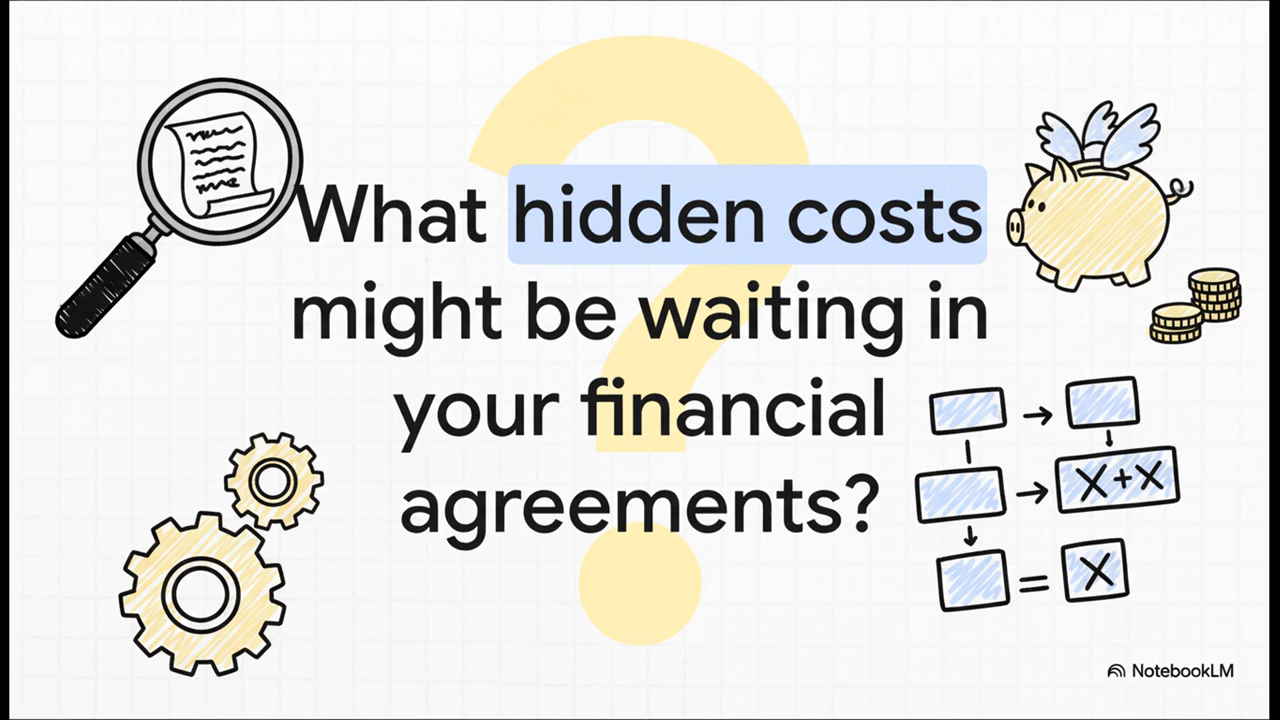 What hidden costs
might be waiting in
your financial
agreements?
X+X
= X
NotebookLM